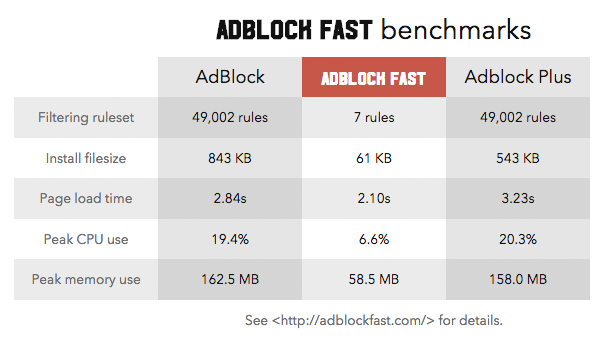 ADBLOCK FAST benchmarks
AdBlock ADBLOCK FAST Adblock Plus
Filtering ruleset 49,002 rules 7 rules 49,002 rules
Install filesize 843 KB 61 KB 543 KB
Page load time 2.84s 2.10s 3.23s
Peak CPU use 19.4% 6.6% 20.3%
Peak memory use 162.5 MB 58.5 MB 158.0 MB
See <http://adblockfast.com/> for details.